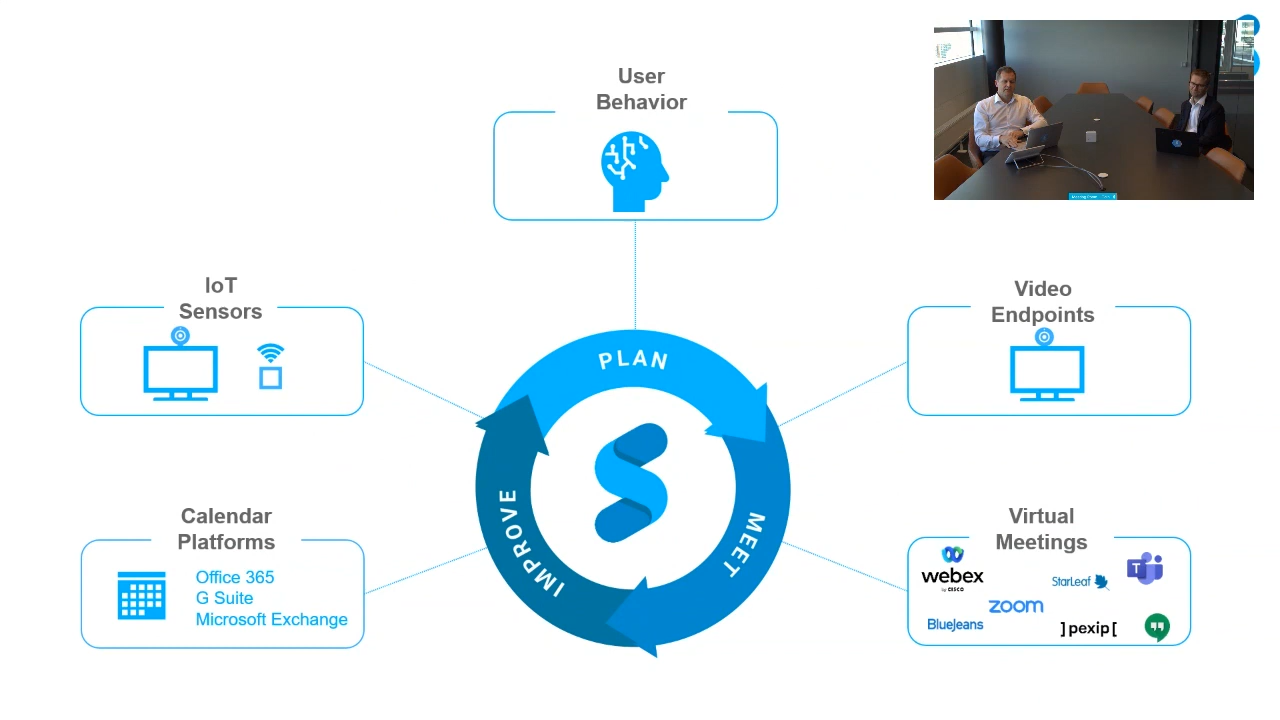 User
Behavior
IoT
Sensors
Video
Endpoints
PLAN
MEET
IMPROVE
Calendar
Platforms
Office 365
G Suite
Microsoft Exchange
Virtual
Meetings
webex
by CISCO
StarLeaf
T
zoom
BlueJeans
]pexip[